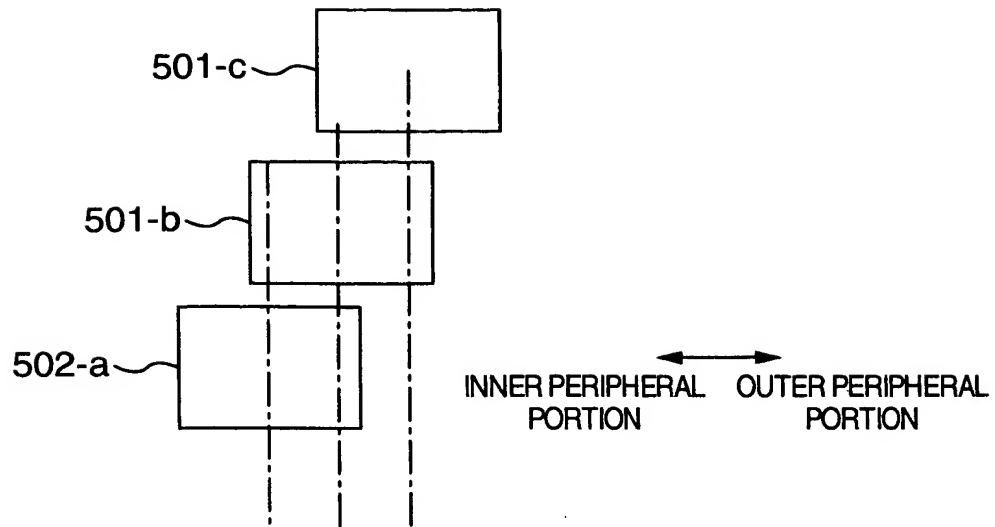 501-c
501-b
502-a
INNER PERIPHERAL
PORTION
OUTER PERIPHERAL
PORTION